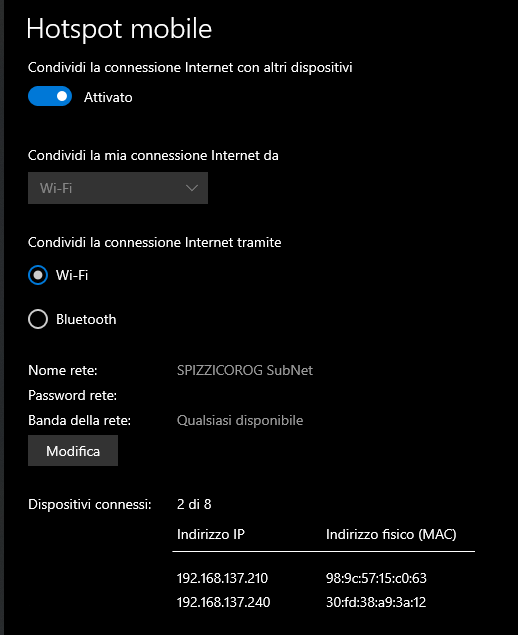 Hotspot mobile
Condividi la connessione Internet con altri dispositivi
Attivato
Condividi la mia connessione Internet da
Wi-Fi
Condividi la connessione Internet tramite
Wi-Fi
Bluetooth
Nome rete: SPIZZICOROG SubNet
Password rete:
Banda della rete: Qualsiasi disponibile
Modifica
Dispositivi connessi: 2 di 8
Indirizzo IP Indirizzo fisico (MAC)
192.168.137.210 98:9c:57:15:c0:63
192.168.137.240 30:fd:38:a9:3a:12